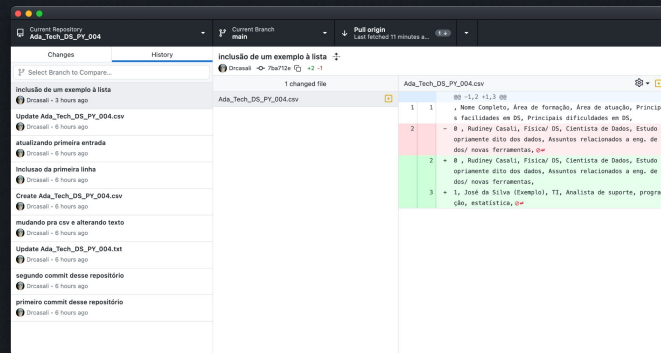 Current Repository
Ada_Tech_DS_PY_004
Current Branch
main
Pull origin
Last fetched 11 minutes a...
1
Changes
History
Select Branch to Compare...
inclusão de um exemplo à lista
Drcasali • 3 hours ago
Update Ada_Tech_DS_PY_004.csv
Drcasali • 6 hours ago
atualizando primeira entrada
Drcasali • 6 hours ago
Inclusao da primeira linha
Drcasali • 6 hours ago
Create Ada_Tech_DS_PY_004.csv
Drcasali • 6 hours ago
mudando pra csv e alterando texto
Drcasali • 6 hours ago
Update Ada_Tech_DS_PY_004.txt
Drcasali • 6 hours ago
segundo commit desse repositório
Drcasali • 6 hours ago
primeiro commit desse repositório
Drcasali • 6 hours ago
inclusão de um exemplo à lista
Drcasali 7ba712e +2 -1
1 changed file
Ada_Tech_DS_PY_004.csv
Ada_Tech_DS_PY_004.csv
@@ -1,2 +1,3 @@
1 1 , Nome Completo, Área de formação, Área de atuação, Princip
s facilidades em DS, Principais dificuldades em DS,
2 - 0 , Rudiney Casali, Física/ DS, Cientista de Dados, Estudo
opriamente dito dos dados, Assuntos relacionados a eng. de
dos/ novas ferramentas,
2 + 0 , Rudiney Casali, Física/ DS, Cientista de Dados, Estudo
opriamente dito dos dados, Assuntos relacionados a eng. de
dos/ novas ferramentas,
3 + 1, José da Silva (Exemplo), TI, Analista de suporte, progra
ção, estatística,